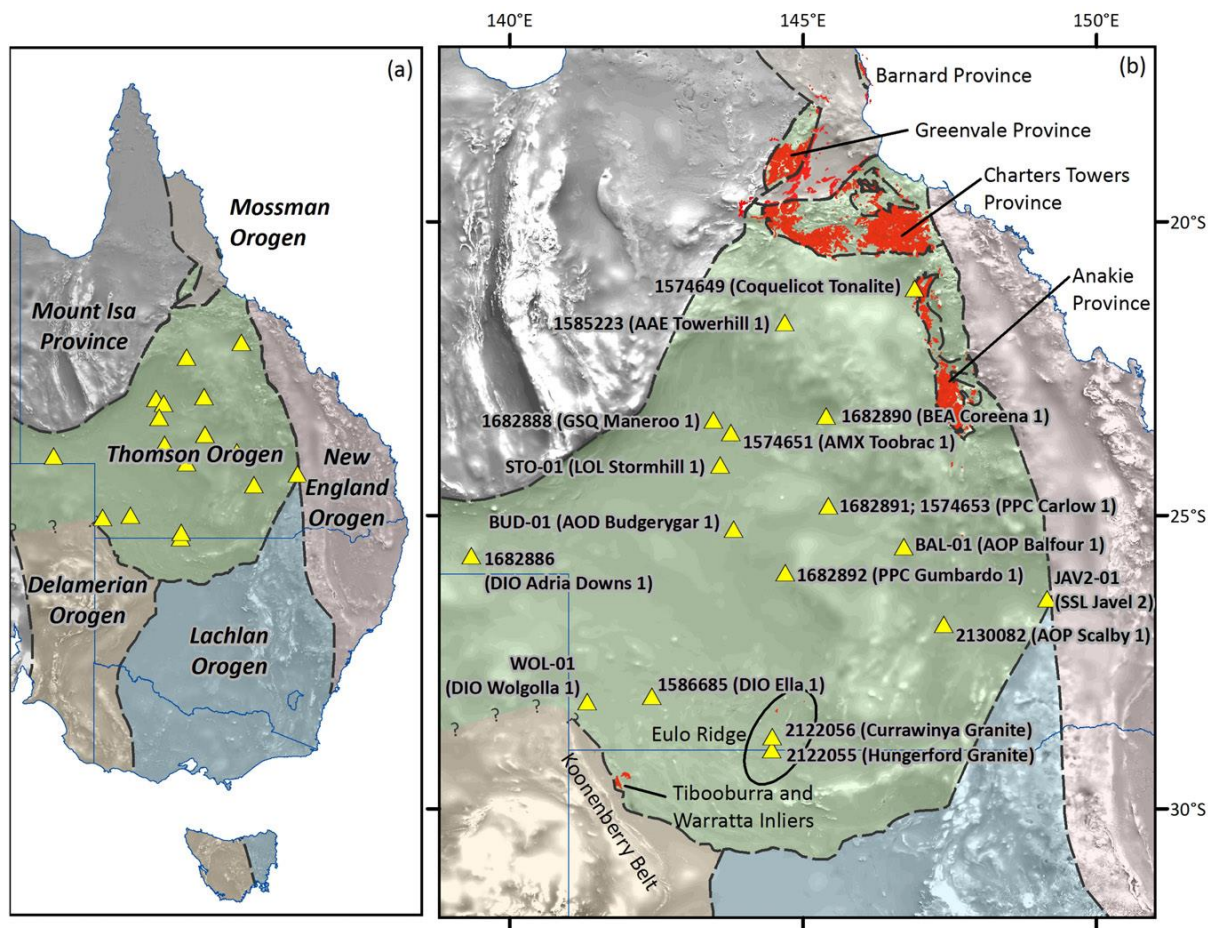 (a)
Mossman
Orogen
Mount Isa
Province
Thomson Orogen
New
England
Orogen
?
?
Delamerian
Orogen
Lachlan
Orogen
140°E
145°E
150°E
(b)
Barnard Province
Greenvale Province
Charters Towers
Province
20°S
Anakie
Province
1574649 (Coquelicot Tonalite)
1585223 (AAE Towerhill 1)
1682888 (GSQ Maneroo 1)
1682890 (BEA Coreena 1)
1574651 (AMX Toobrac 1)
STO-01 (LOL Stormhill 1)
1682891; 1574653 (PPC Carlow 1)
25°S
BUD-01 (AOD Budgerygar 1)
BAL-01 (AOP Balfour 1)
1682886
(DIO Adria Downs 1)
1682892 (PPC Gumbardo 1)
JAV2-01
(SSL Javel 2)
2130082 (AOP Scalby 1)
WOL-01
(DIO Wolgolla 1)
1586685 (DIO Ella 1)
? ? ? ?
Eulo Ridge
2122056 (Currawinya Granite)
2122055 (Hungerford Granite)
Tibooburra and
Warratta Inliers
Koonenberry Belt
30°S